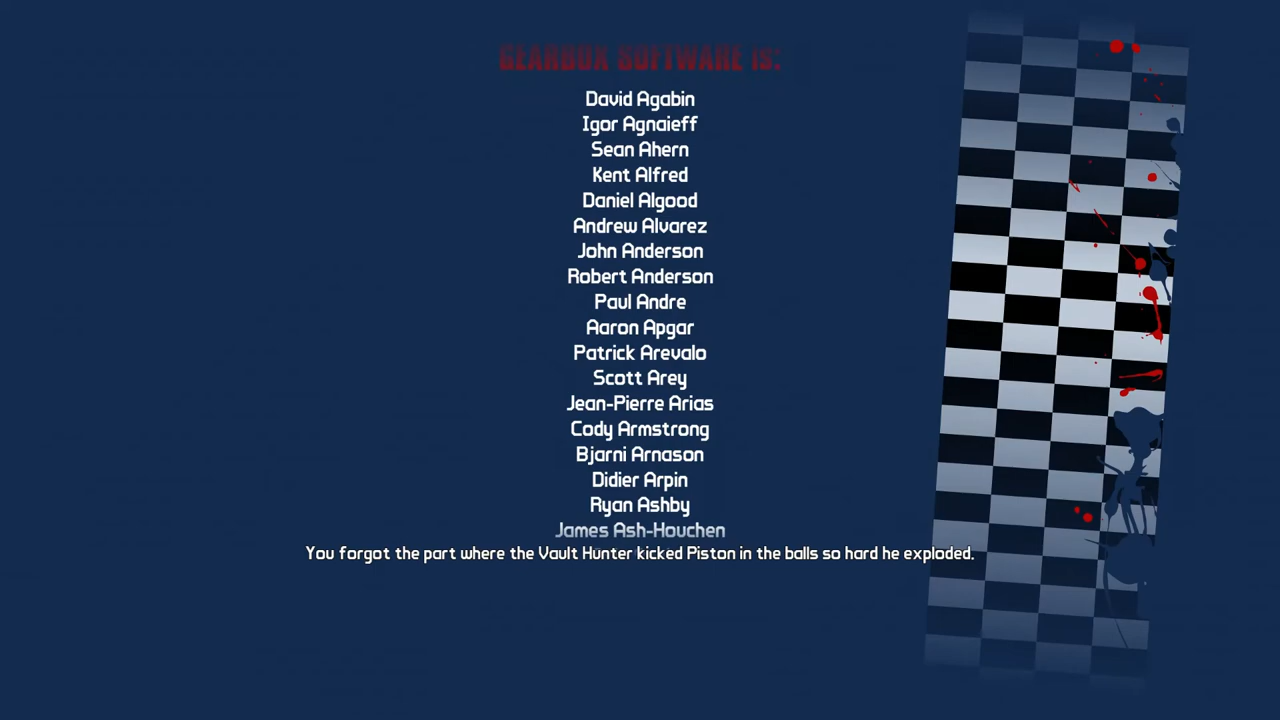 GEARBOX SOFTWARE is:
David Agabin
Igor Agnaieff
Sean Ahern
Kent Alfred
Daniel Algood
Andrew Alvarez
John Anderson
Robert Anderson
Paul Andre
Aaron Apgar
Patrick Arevalo
Scott Arey
Jean-Pierre Arias
Cody Armstrong
Bjarni Arnason
Didier Arpin
Ryan Ashby
James Ash-Houchen
You forgot the part where the Vault Hunter kicked Piston in the balls so hard he exploded.